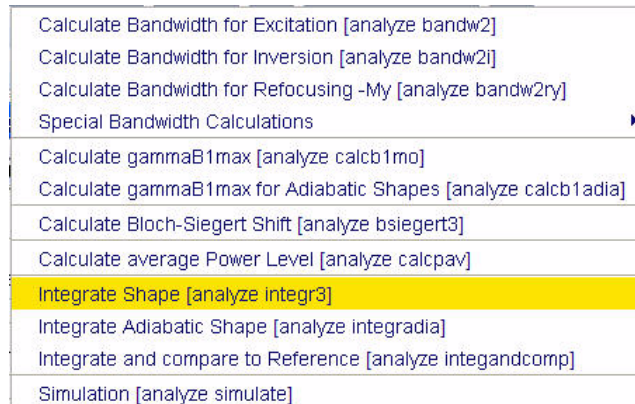 Calculate Bandwidth for Excitation [analyze bandw2]
Calculate Bandwidth for Inversion [analyze bandw2i]
Calculate Bandwidth for Refocusing -My [analyze bandw2ry]
Special Bandwidth Calculations
Calculate gammaB1max [analyze calcb1mo]
Calculate gammaB1max for Adiabatic Shapes [analyze calcb1adia]
Calculate Bloch-Siegert Shift [analyze bsiegert3]
Calculate average Power Level [analyze calcpav]
Integrate Shape [analyze integr3]
Integrate Adiabatic Shape [analyze integradia]
Integrate and compare to Reference [analyze integandcomp]
Simulation [analyze simulate]